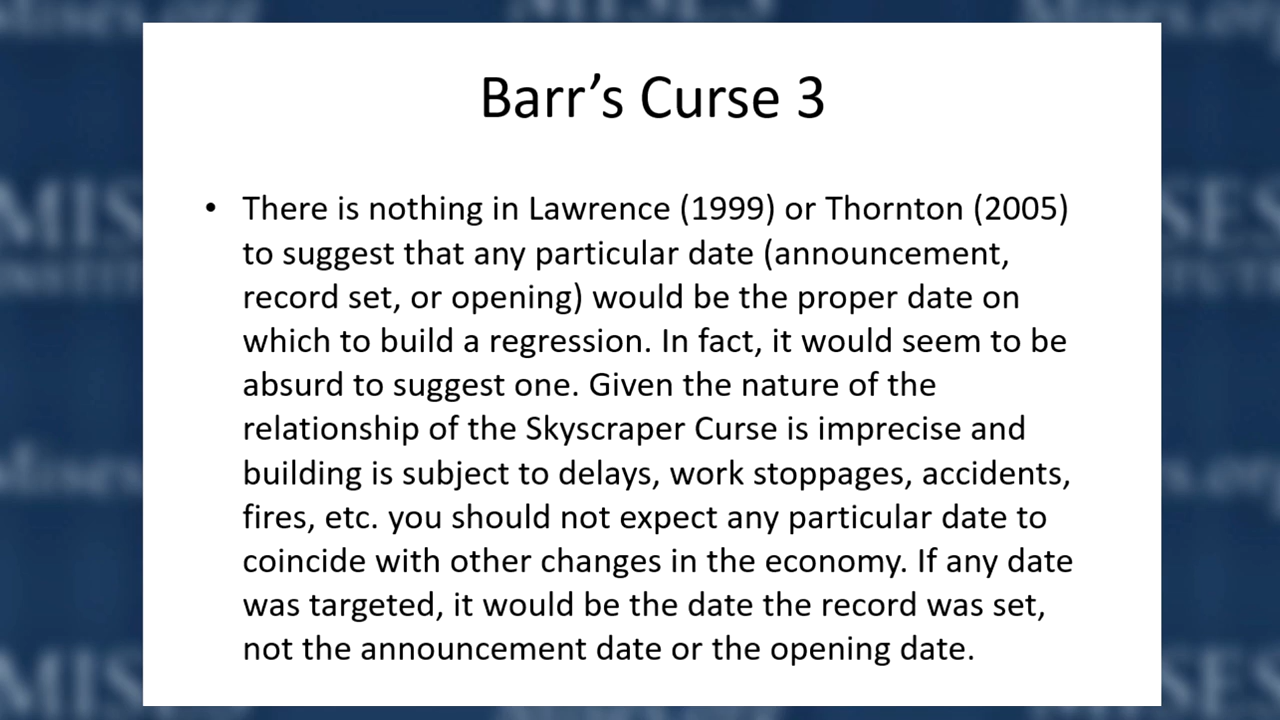 Barr’s Curse 3
• There is nothing in Lawrence (1999) or Thornton (2005)
to suggest that any particular date (announcement,
record set, or opening) would be the proper date on
which to build a regression. In fact, it would seem to be
absurd to suggest one. Given the nature of the
relationship of the Skyscraper Curse is imprecise and
building is subject to delays, work stoppages, accidents,
fires, etc. you should not expect any particular date to
coincide with other changes in the economy. If any date
was targeted, it would be the date the record was set,
not the announcement date or the opening date.